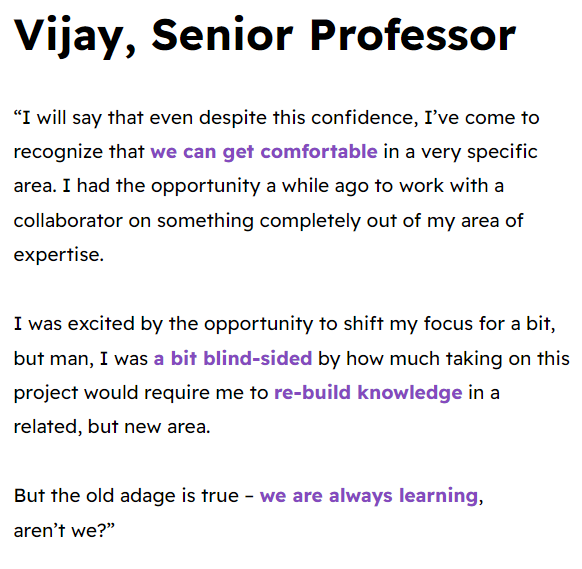 Vijay, Senior Professor
“I will say that even despite this confidence, I’ve come to
recognize that we can get comfortable in a very specific
area. I had the opportunity a while ago to work with a
collaborator on something completely out of my area of
expertise.
I was excited by the opportunity to shift my focus for a bit,
but man, I was a bit blind-sided by how much taking on this
project would require me to re-build knowledge in a
related, but new area.
But the old adage is true – we are always learning,
aren’t we?”